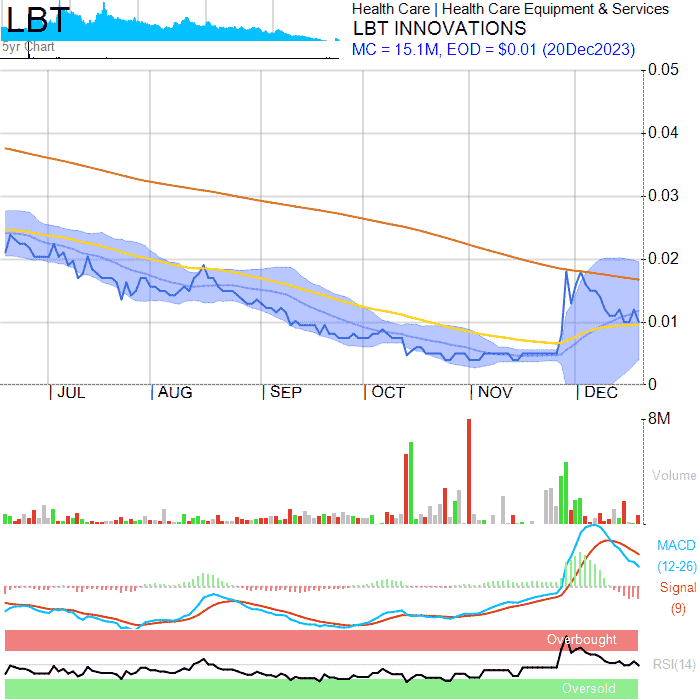 LBT
5yr Chart
Health Care | Health Care Equipment & Services
LBT INNOVATIONS
MC = 15.1M, EOD = $0.01 (20Dec2023)
0.05
0.04
0.03
0.02
0.01
0
JUL AUG SEP OCT NOV DEC
8M
Volume
MACD
(12-26)
Signal
(9)
Overbought
RSI(14)
Oversold